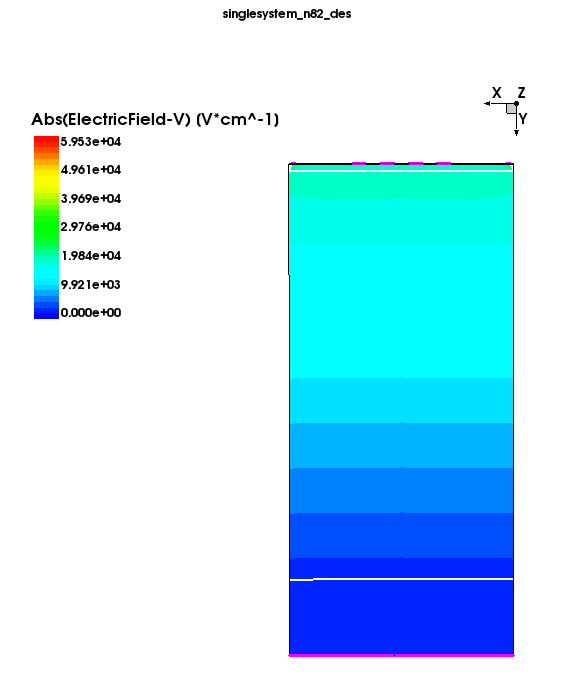 singlesystem_n82_des
X Z
Y
Abs(ElectricField-V) (V*cm^-1)
5.953e+04
4.961e+04
3.969e+04
2.976e+04
1.984e+04
9.921e+03
0.000e+00